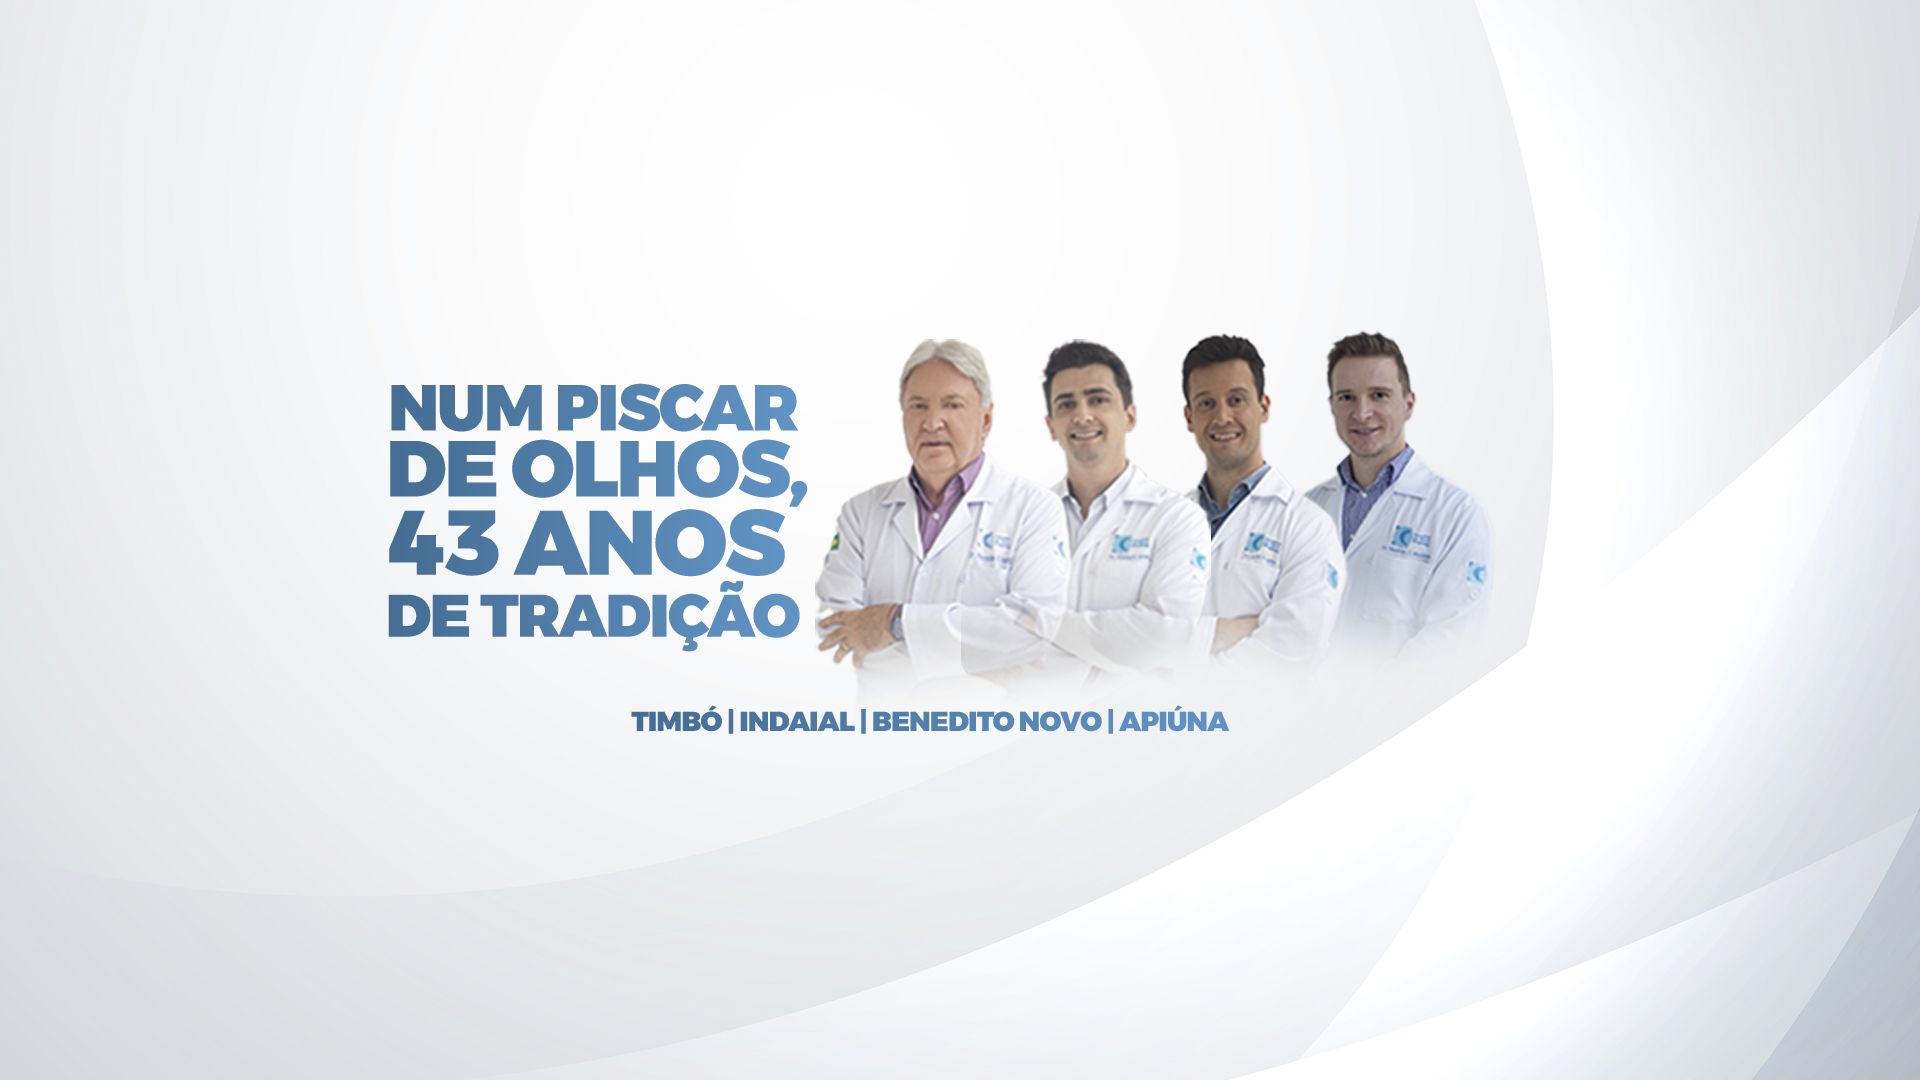 NUM PISCAR
DE OLHOS,
43 ANOS
DE TRADIÇÃO
TIMBÓ | INDAIAL | BENEDITO NOVO | APIÚNA